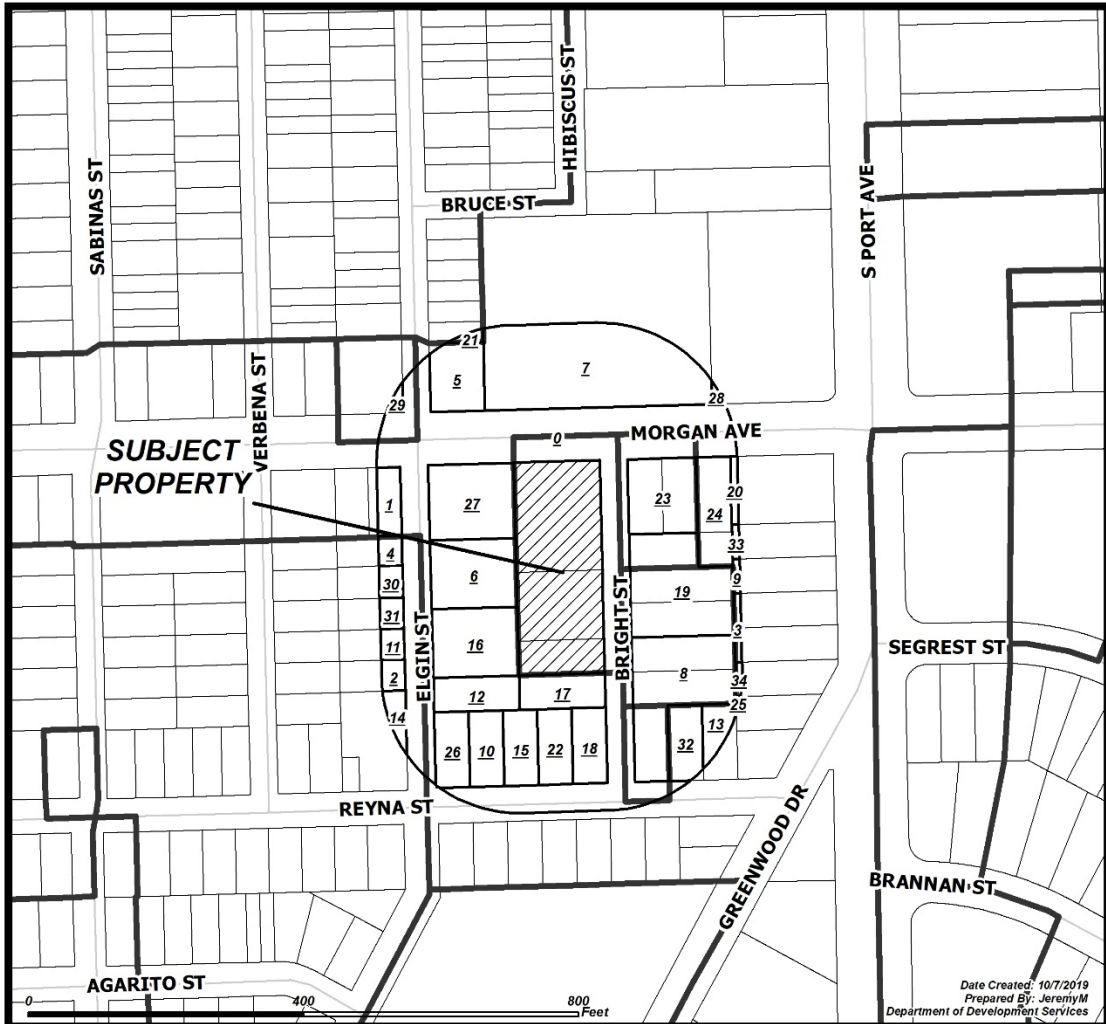 HIBISCUS ST
SABINAS ST
BRUCE ST
S PORT AVE
21
5
7
VERBENA ST
29
28
0
MORGAN AVE
SUBJECT
PROPERTY
1
27
23
24
20
4
33
6
9
30
19
31
16
BRIGHT ST
3
11
ELGIN ST
SEGREST ST
2
8
34
12
17
25
14
13
26
10
15
22
18
32
REYNA ST
GREENWOOD DR
BRANNAN ST
AGARITO ST
0
400
800
Feet
Date Created: 10/7/2019
Prepared By: JeremyM
Department of Development Services